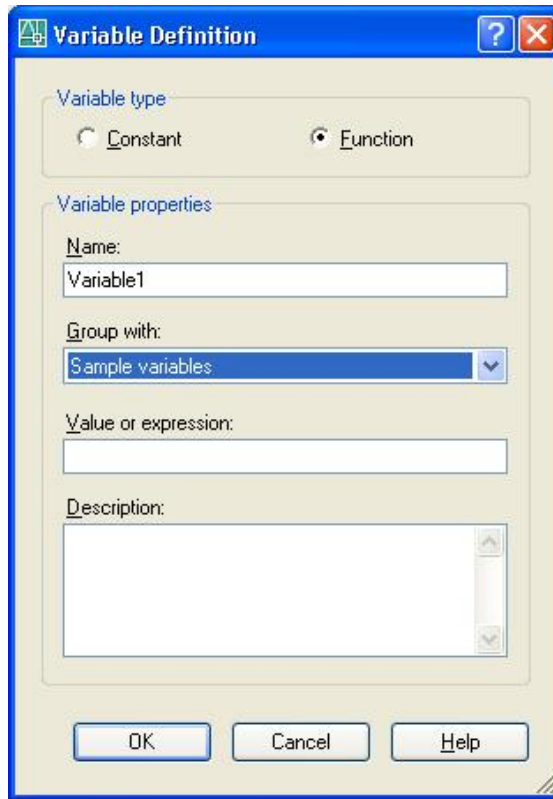 Variable Definition
Variable type
Constant Function
Variable properties
Name:
Variable1
Group with:
Sample variables
Value or expression:
Description:
OK Cancel Help